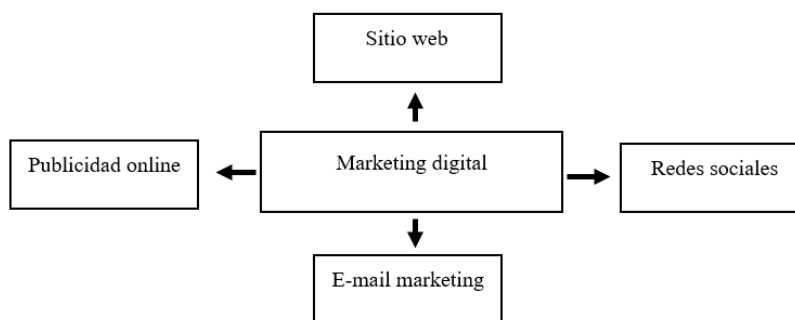 Sitio web
Publicidad online
Marketing digital
Redes sociales
E-mail marketing